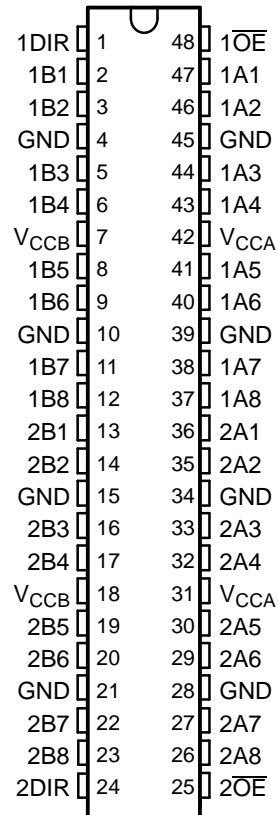 1DIR 1 48 1O̅E̅
1B1 2 47 1A1
1B2 3 46 1A2
GND 4 45 GND
1B3 5 44 1A3
1B4 6 43 1A4
VCCB 7 42 VCCA
1B5 8 41 1A5
1B6 9 40 1A6
GND 10 39 GND
1B7 11 38 1A7
1B8 12 37 1A8
2B1 13 36 2A1
2B2 14 35 2A2
GND 15 34 GND
2B3 16 33 2A3
2B4 17 32 2A4
VCCB 18 31 VCCA
2B5 19 30 2A5
2B6 20 29 2A6
GND 21 28 GND
2B7 22 27 2A7
2B8 23 26 2A8
2DIR 24 25 2O̅E̅